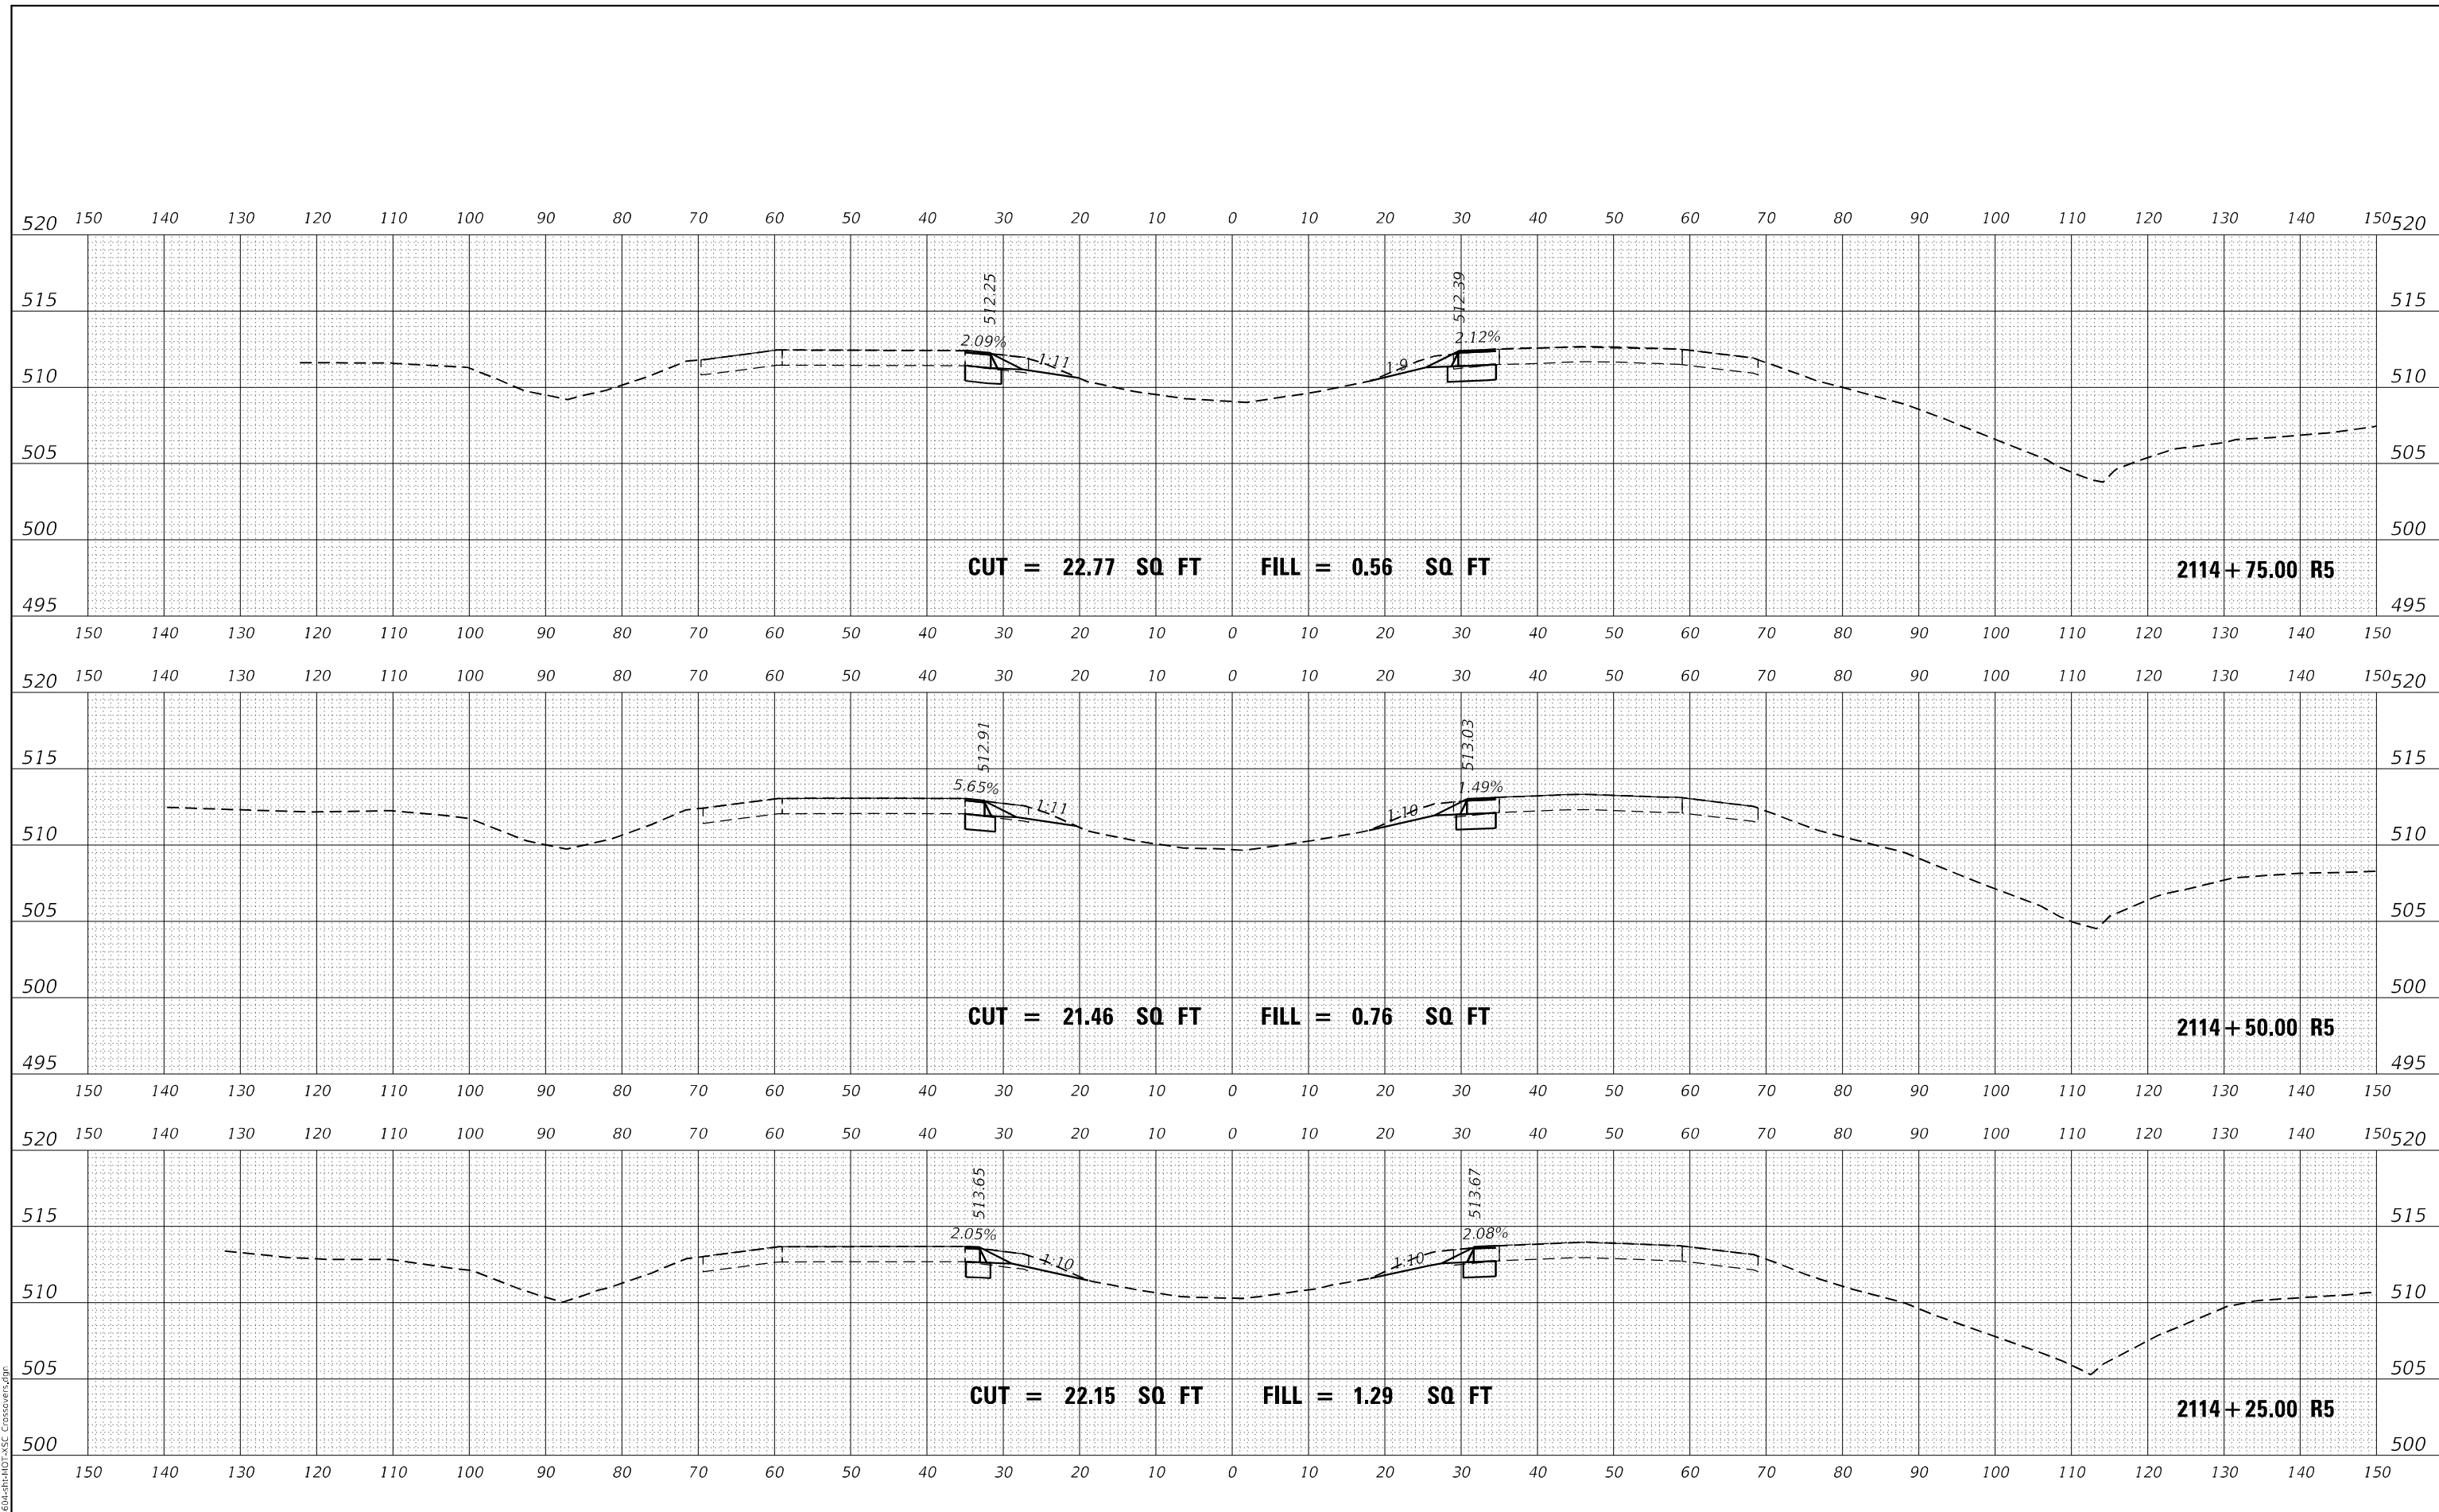 150 140 130 120 110 100 90 80 70 60 50 40 30 20 10 0 10 20 30 40 50 60 70 80 90 100 110 120 130 140 150
520 520
512.25 512.39
515 515
2.09% 1:11 1:9 2.12%
510 510
505 505
500 500
CUT = 22.77 SQ FT FILL = 0.56 SQ FT
2114+75.00 R5
495 495
150 140 130 120 110 100 90 80 70 60 50 40 30 20 10 0 10 20 30 40 50 60 70 80 90 100 110 120 130 140 150
150 140 130 120 110 100 90 80 70 60 50 40 30 20 10 0 10 20 30 40 50 60 70 80 90 100 110 120 130 140 150
520 520
512.91 513.03
515 515
5.65% 1:11 1:10 1.49%
510 510
505 505
500 500
CUT = 21.46 SQ FT FILL = 0.76 SQ FT
2114+50.00 R5
495 495
150 140 130 120 110 100 90 80 70 60 50 40 30 20 10 0 10 20 30 40 50 60 70 80 90 100 110 120 130 140 150
150 140 130 120 110 100 90 80 70 60 50 40 30 20 10 0 10 20 30 40 50 60 70 80 90 100 110 120 130 140 150
520 520
513.65 513.67
515 515
2.05% 1:10 1:10 2.08%
510 510
505 505
CUT = 22.15 SQ FT FILL = 1.29 SQ FT
2114+25.00 R5
500 500
150 140 130 120 110 100 90 80 70 60 50 40 30 20 10 0 10 20 30 40 50 60 70 80 90 100 110 120 130 140 150
604-sht-MOT-XSC_Crossovers.dgn